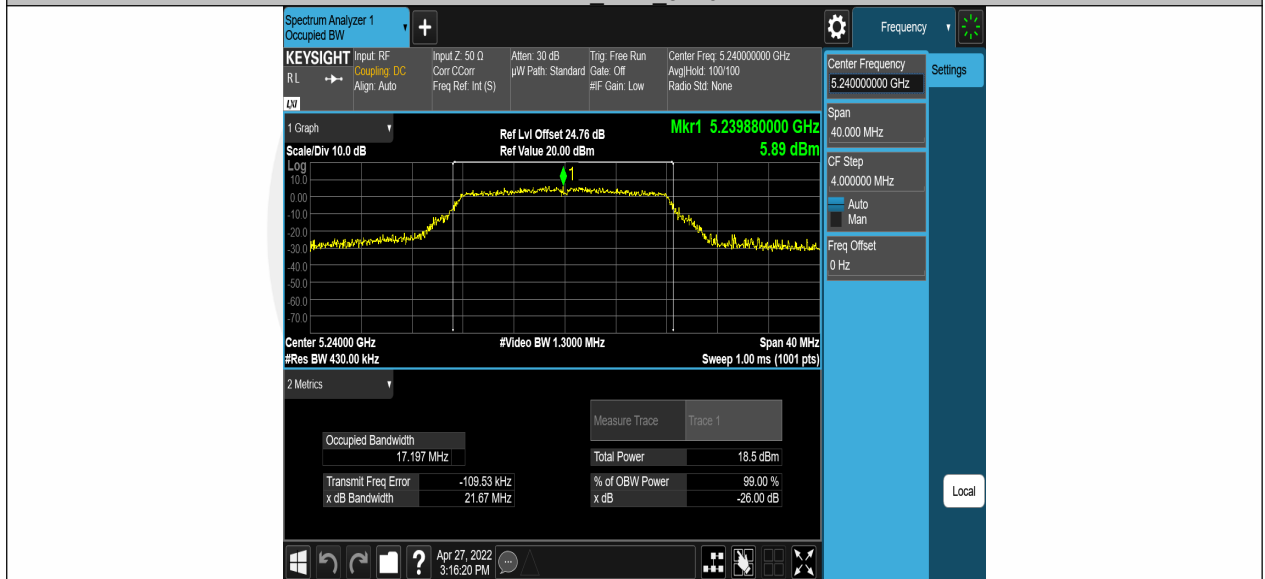 Spectrum Analyzer 1
Occupied BW
+
Frequency
KEYSIGHT
RL
LXI
Input: RF
Coupling: DC
Align: Auto
Input Z: 50 Ω
Corr CCorr
Freq Ref: Int (S)
Atten: 30 dB
µW Path: Standard
Trig: Free Run
Gate: Off
#IF Gain: Low
Center Freq: 5.240000000 GHz
Avg|Hold: 100/100
Radio Std: None
Center Frequency
5.240000000 GHz
Settings
Span
40.000 MHz
CF Step
4.000000 MHz
Auto
Man
Freq Offset
0 Hz
Local
1 Graph
Scale/Div 10.0 dB
Ref Lvl Offset 24.76 dB
Ref Value 20.00 dBm
Mkr1 5.239880000 GHz
5.89 dBm
Log
10.0
0.00
-10.0
-20.0
-30.0
-40.0
-50.0
-60.0
-70.0
1
Center 5.24000 GHz
#Res BW 430.00 kHz
#Video BW 1.3000 MHz
Span 40 MHz
Sweep 1.00 ms (1001 pts)
2 Metrics
Measure Trace Trace 1
Occupied Bandwidth
17.197 MHz
Total Power 18.5 dBm
Transmit Freq Error -109.53 kHz
% of OBW Power 99.00 %
x dB Bandwidth 21.67 MHz
x dB -26.00 dB
?
Apr 27, 2022
3:16:20 PM